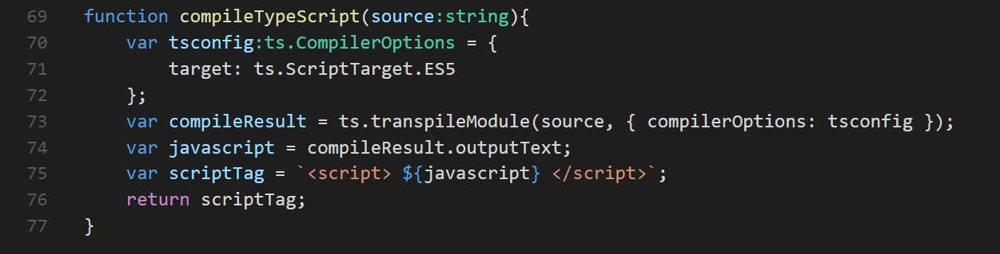 69 function compileTypeScript(source:string){
70 var tsconfig:ts.CompilerOptions = {
71 target: ts.ScriptTarget.ES5
72 };
73 var compileResult = ts.transpileModule(source, { compilerOptions: tsconfig });
74 var javascript = compileResult.outputText;
75 var scriptTag = `<script> ${javascript} </script>`;
76 return scriptTag;
77 }